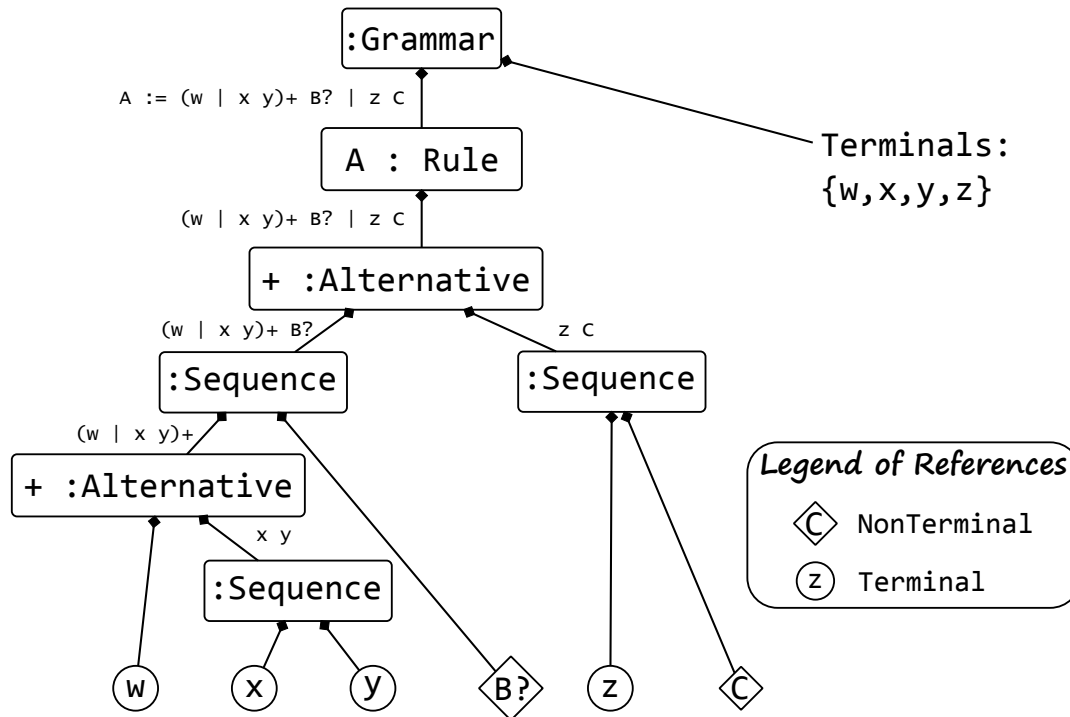 :Grammar
A := (w | x y)+ B? | z C
Terminals:
{w,x,y,z}
A : Rule
(w | x y)+ B? | z C
+ :Alternative
(w | x y)+ B?
z C
:Sequence
:Sequence
(w | x y)+
+ :Alternative
x y
:Sequence
Legend of References
C NonTerminal
z Terminal
w
x
y
B?
z
C